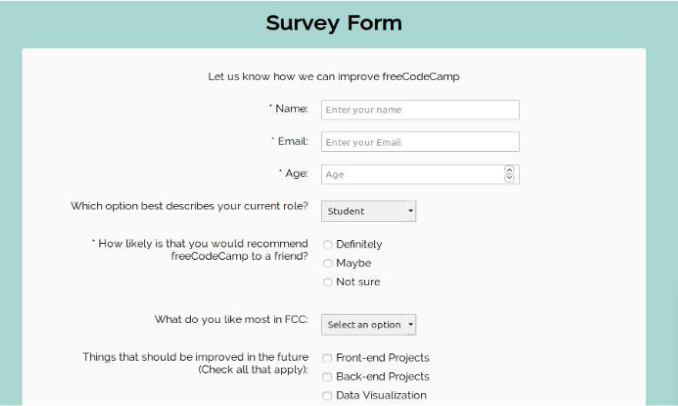 Survey Form
Let us know how we can improve freeCodeCamp
* Name:
Enter your name
* Email:
Enter your Email
* Age:
Age
Which option best describes your current role?
Student
* How likely is that you would recommend
freeCodeCamp to a friend?
Definitely
Maybe
Not sure
What do you like most in FCC:
Select an option
Things that should be improved in the future
(Check all that apply):
Front-end Projects
Back-end Projects
Data Visualization